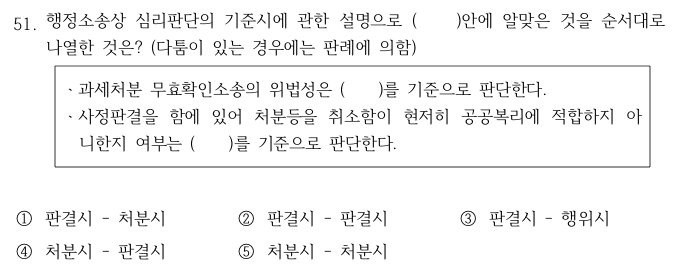 51. 행정소송상 심리판단의 기준시에 관한 설명으로 (    )안에 알맞은 것을 순서대로
나열한 것은? (다툼이 있는 경우에는 판례에 의함)
· 과세처분 무효확인소송의 위법성은 (    )를 기준으로 판단한다.
· 사정판결을 함에 있어 처분등을 취소함이 현저히 공공복리에 적합하지 아
니한지 여부는 (    )를 기준으로 판단한다.
① 판결시 - 처분시 ② 판결시 - 판결시 ③ 판결시 - 행위시
④ 처분시 - 판결시 ⑤ 처분시 - 처분시